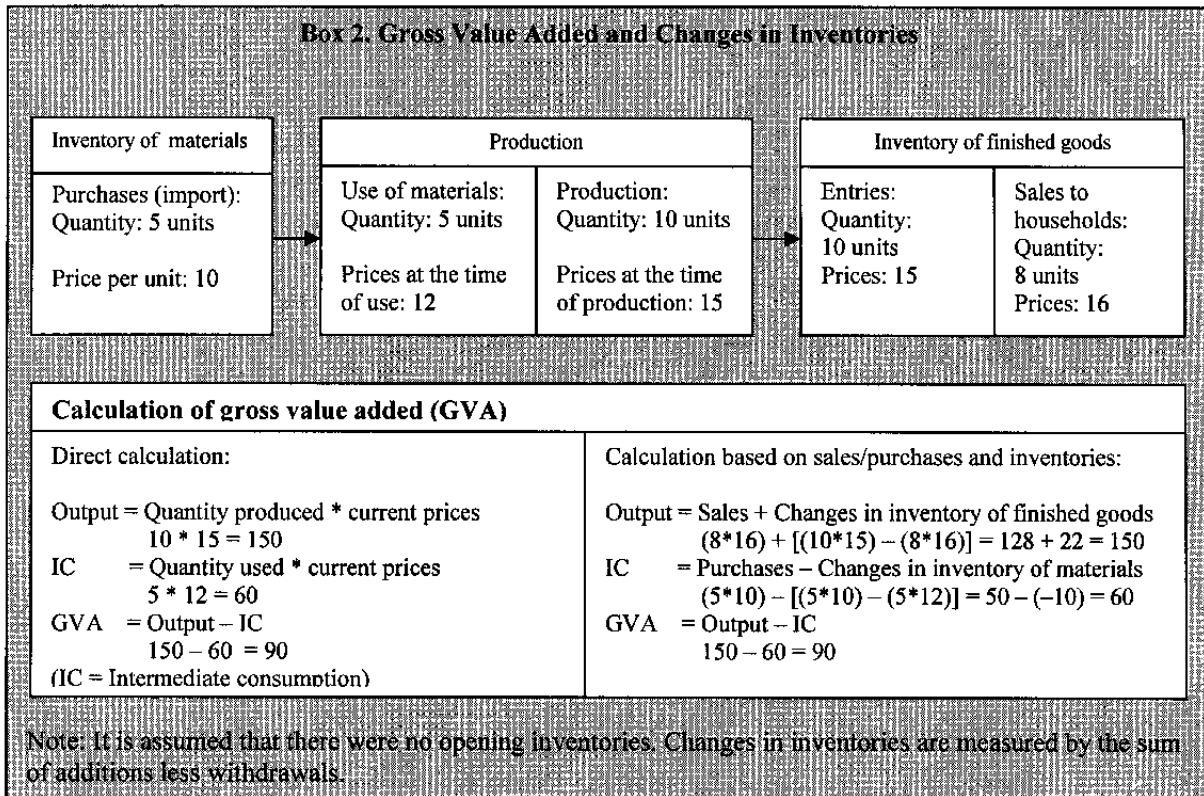 Box 2. Gross Value Added and Changes in Inventories
Inventory of materials
Purchases (import):
Quantity: 5 units
Price per unit: 10
Production
Use of materials:
Quantity: 5 units
Prices at the time
of use: 12
Production:
Quantity: 10 units
Prices at the time
of production: 15
Inventory of finished goods
Entries:
Quantity:
10 units
Prices: 15
Sales to
households:
Quantity:
8 units
Prices: 16
Calculation of gross value added (GVA)
Direct calculation:
Output = Quantity produced * current prices
10 * 15 = 150
IC = Quantity used * current prices
5 * 12 = 60
GVA = Output – IC
150 – 60 = 90
(IC = Intermediate consumption)
Calculation based on sales/purchases and inventories:
Output = Sales + Changes in inventory of finished goods
(8*16) + [(10*15) – (8*16)] = 128 + 22 = 150
IC = Purchases – Changes in inventory of materials
(5*10) – [(5*10) – (5*12)] = 50 – (–10) = 60
GVA = Output – IC
150 – 60 = 90
Note: It is assumed that there were no opening inventories. Changes in inventories are measured by the sum
of additions less withdrawals.